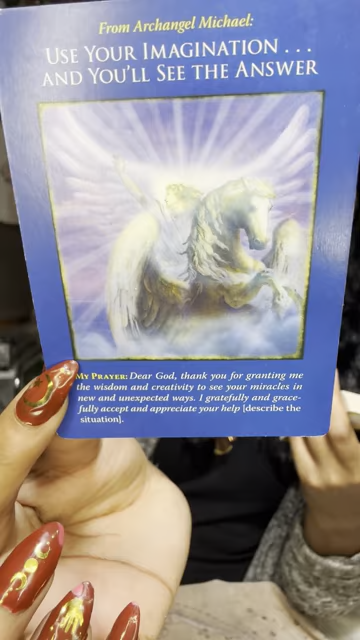 From Archangel Michael:
USE YOUR IMAGINATION . . .
AND YOU'LL SEE THE ANSWER
MY PRAYER: Dear God, thank you for granting me
the wisdom and creativity to see your miracles in
new and unexpected ways. I gratefully and grace-
fully accept and appreciate your help [describe the
situation].